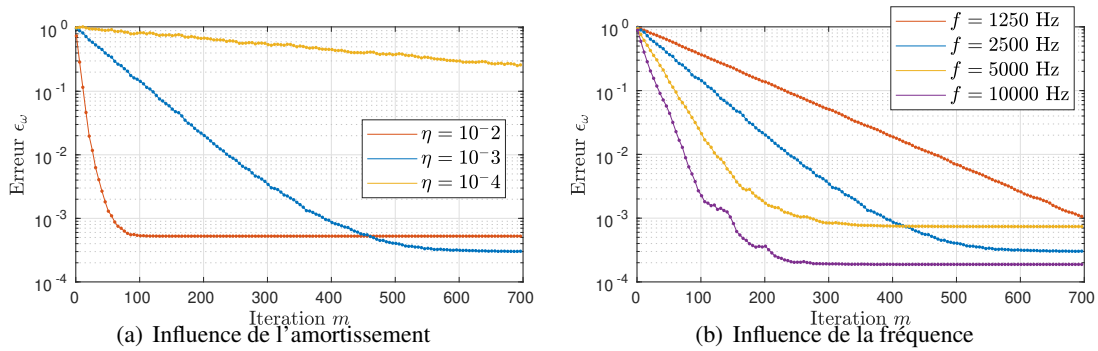 10^0
10^-1
10^-2
10^-3
10^-4
Erreur ϵ_ω
0 100 200 300 400 500 600 700
Iteration m
η = 10^-2
η = 10^-3
η = 10^-4
(a) Influence de l'amortissement
10^0
10^-1
10^-2
10^-3
10^-4
Erreur ϵ_ω
0 100 200 300 400 500 600 700
Iteration m
f = 1250 Hz
f = 2500 Hz
f = 5000 Hz
f = 10000 Hz
(b) Influence de la fréquence